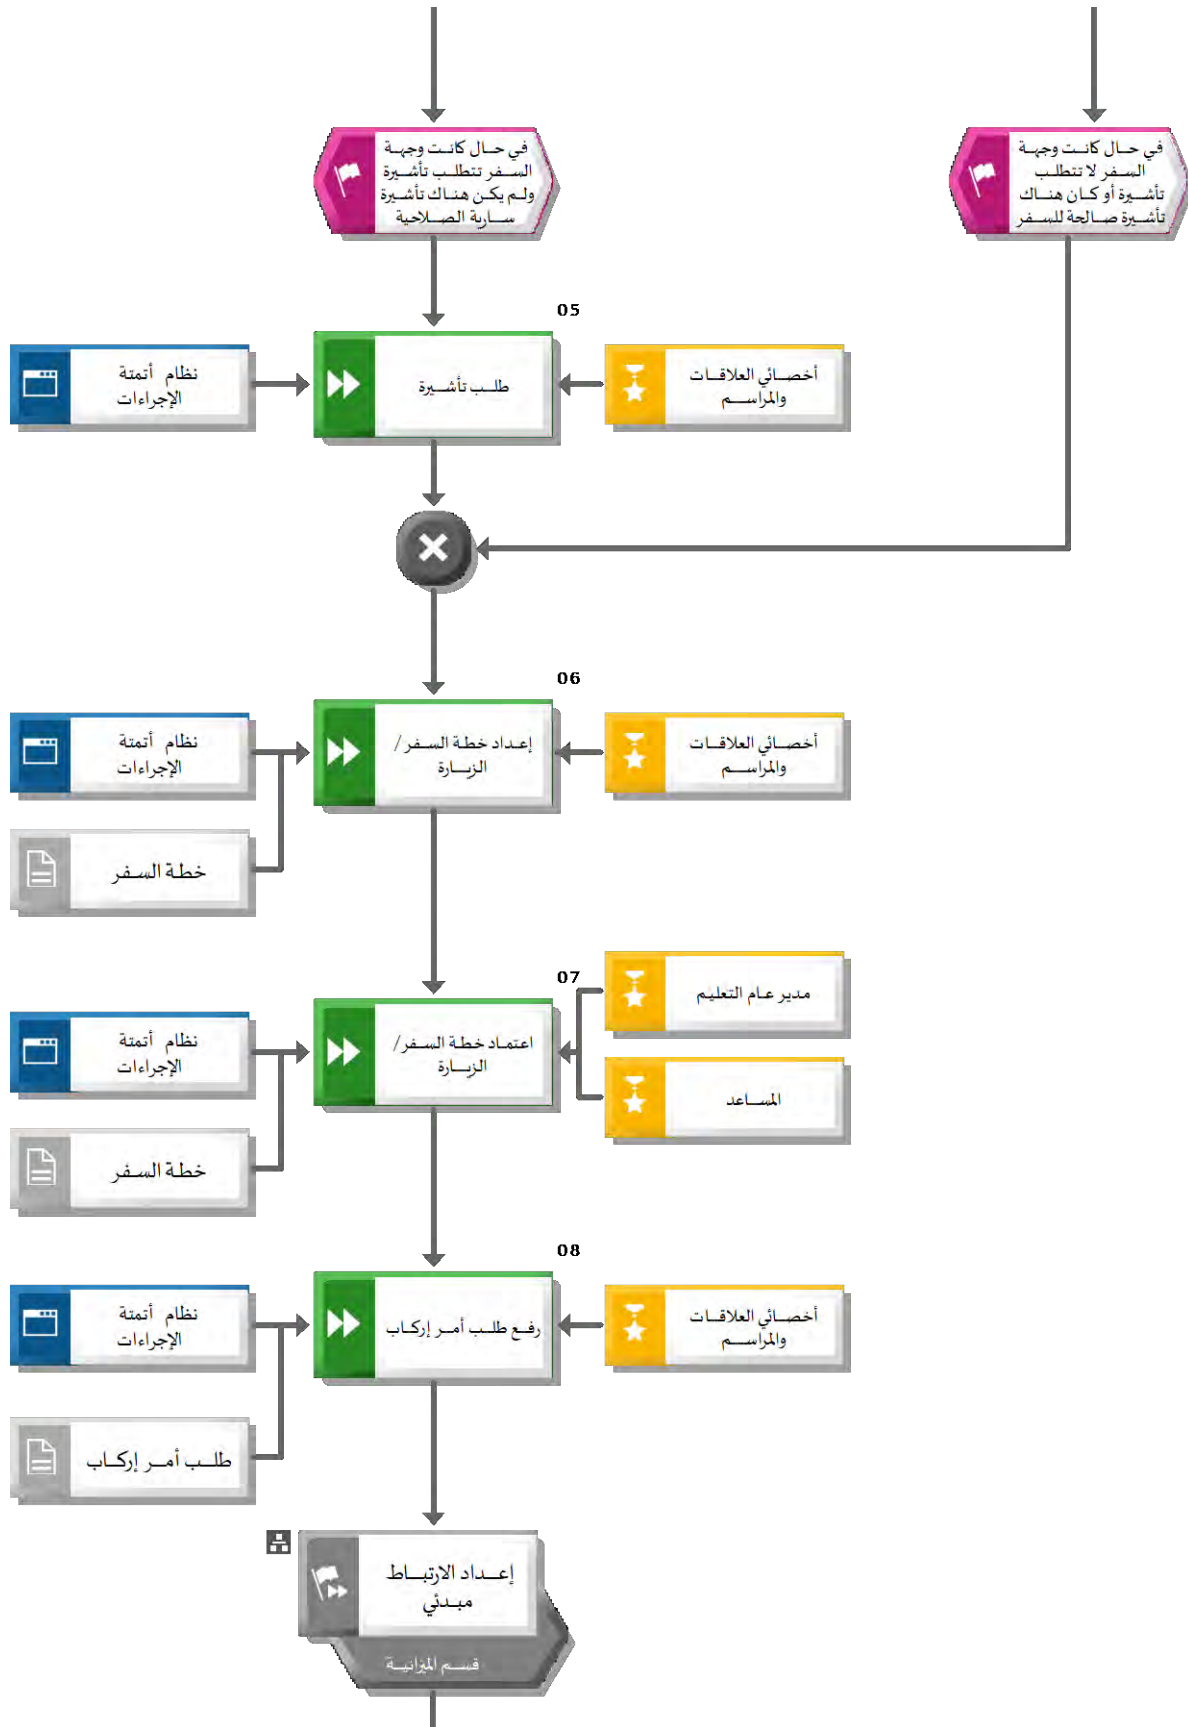 في حال كانت وجهة
السفر لا تتطلب
تأشيرة أو كان هناك
تأشيرة صالحة للسفر
في حال كانت وجهة
السفر تتطلب تأشيرة
ولم يكن هناك تأشيرة
سارية الصلاحية
05
أخصائي العلاقات
والمراسم
طلب تأشيرة
نظام أتمتة
الإجراءات
06
أخصائي العلاقات
والمراسم
إعداد خطة السفر/
الزيارة
نظام أتمتة
الإجراءات
خطة السفر
07
مدير عام التعليم
المساعد
اعتماد خطة السفر/
الزيارة
نظام أتمتة
الإجراءات
خطة السفر
08
أخصائي العلاقات
والمراسم
رفع طلب أمر إركاب
نظام أتمتة
الإجراءات
طلب أمر إركاب
إعداد الارتباط
مبدئي
قسم الميزانية